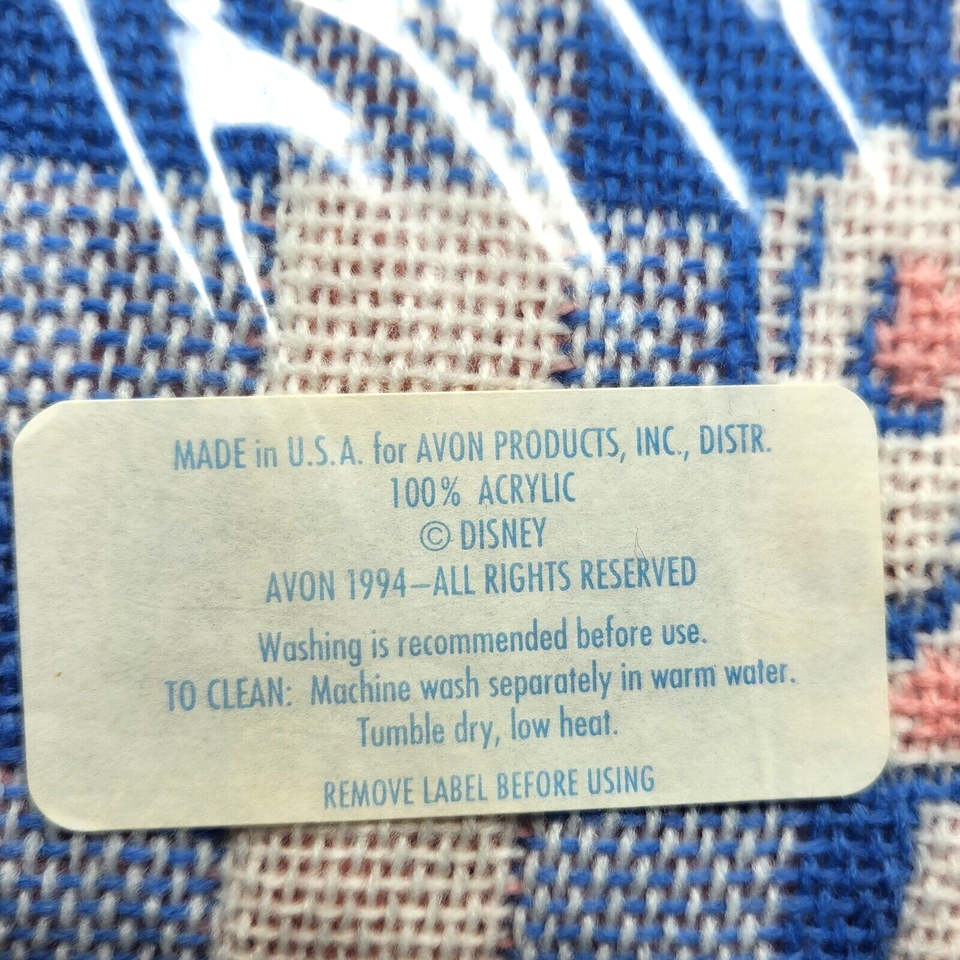 MADE in U.S.A. for AVON PRODUCTS, INC., DISTR.
100% ACRYLIC
© DISNEY
AVON 1994–ALL RIGHTS RESERVED
Washing is recommended before use.
TO CLEAN: Machine wash separately in warm water.
Tumble dry, low heat.
REMOVE LABEL BEFORE USING